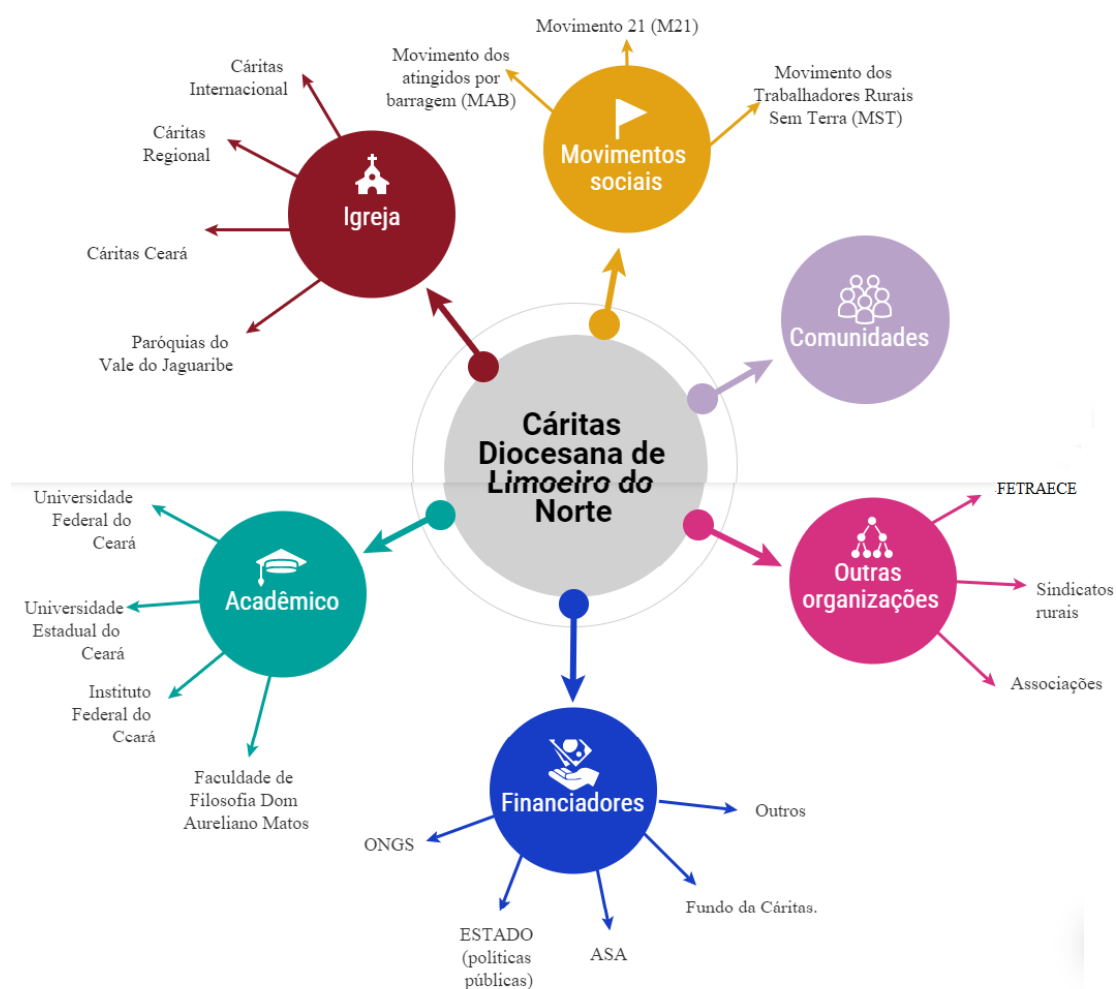 Movimento 21 (M21)
Movimento dos
atingidos por
barragem (MAB)
Movimento dos
Trabalhadores Rurais
Sem Terra (MST)
Movimentos
sociais
Cáritas
Internacional
Cáritas
Regional
Cáritas Ceará
Paróquias do
Vale do Jaguaribe
Igreja
Comunidades
Cáritas
Diocesana de
Limoeiro do
Norte
Universidade
Federal do
Ceará
Universidade
Estadual do
Ceará
Instituto
Federal do
Ceará
Faculdade de
Filosofia Dom
Aureliano Matos
Acadêmico
FETRAECE
Sindicatos
rurais
Associações
Outras
organizações
Financiadores
ONGS
ESTADO
(políticas
públicas)
ASA
Fundo da Cáritas.
Outros